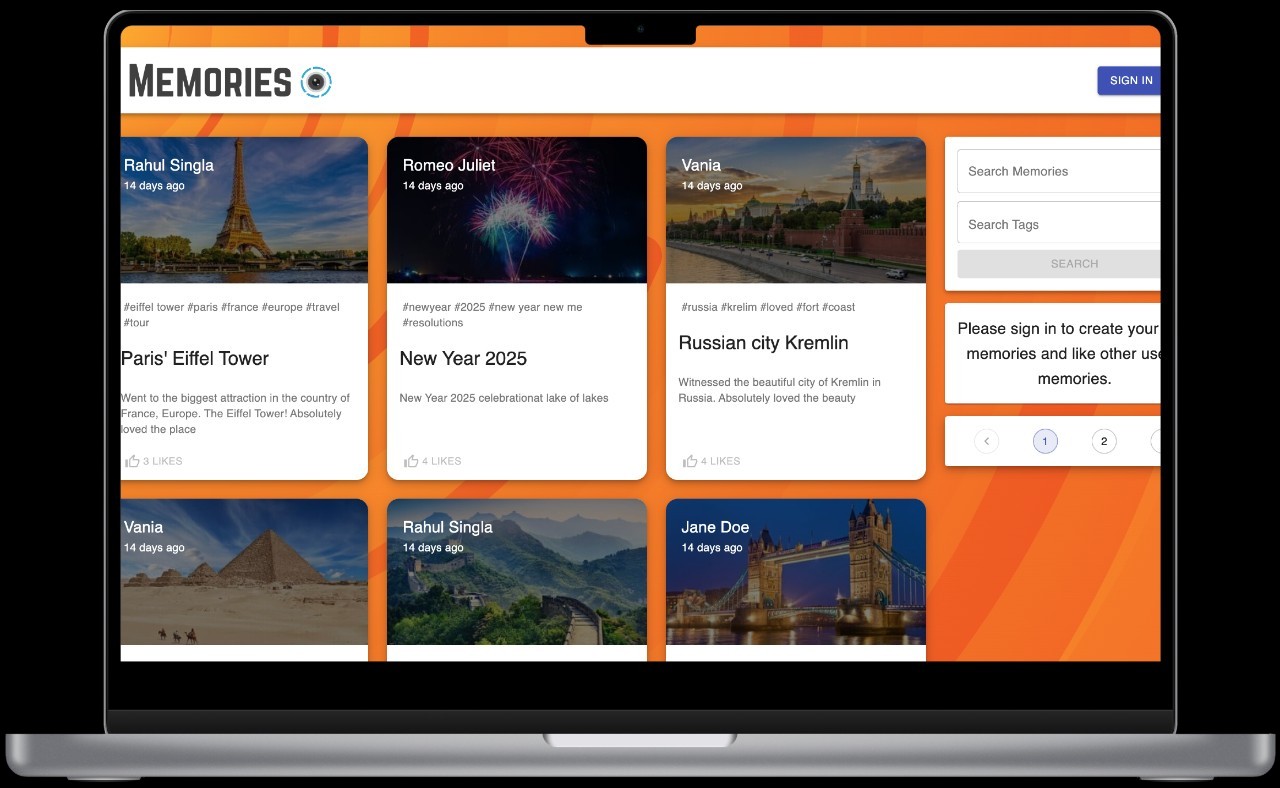 MEMORIES
SIGN IN
Rahul Singla
14 days ago
#eiffel tower #paris #france #europe #travel
#tour
Paris' Eiffel Tower
Went to the biggest attraction in the country of
France, Europe. The Eiffel Tower! Absolutely
loved the place
3 LIKES
Romeo Juliet
14 days ago
#newyear #2025 #new year new me
#resolutions
New Year 2025
New Year 2025 celebrationat lake of lakes
4 LIKES
Vania
14 days ago
#russia #krelim #loved #fort #coast
Russian city Kremlin
Witnessed the beautiful city of Kremlin in
Russia. Absolutely loved the beauty
4 LIKES
Search Memories
Search Tags
SEARCH
Please sign in to create your
memories and like other use
memories.
1
2
Vania
14 days ago
Rahul Singla
14 days ago
Jane Doe
14 days ago